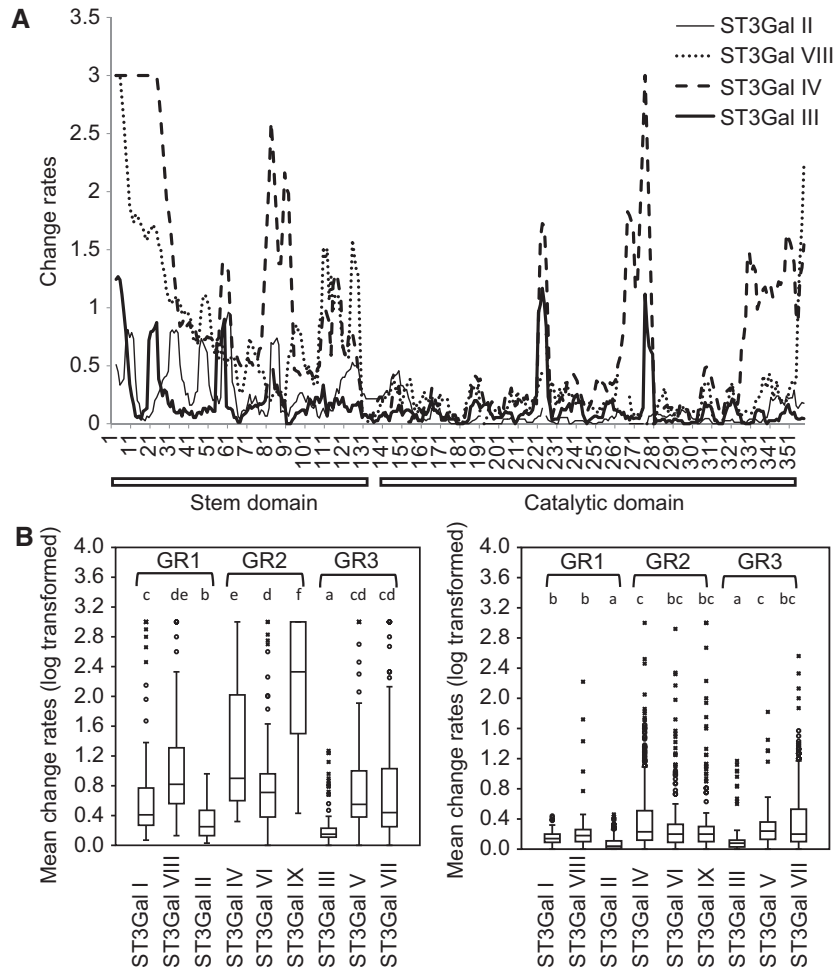 A
3.5
3
2.5
2
1.5
1
0.5
0
Change rates
ST3Gal II
ST3Gal VIII
ST3Gal IV
ST3Gal III
1 11 21 31 41 51 61 71 81 91 101 111 121 131 141 151 161 171 181 191 201 211 221 231 241 251 261 271 281 291 301 311 321 331 341 351
Stem domain
Catalytic domain
B
Mean change rates (log transformed)
4.0
3.6
3.2
2.8
2.4
2.0
1.6
1.2
0.8
0.4
0.0
GR1 GR2 GR3
c de b e d f a cd cd
ST3Gal I
ST3Gal VIII
ST3Gal II
ST3Gal IV
ST3Gal VI
ST3Gal IX
ST3Gal III
ST3Gal V
ST3Gal VII
Mean change rates (log transformed)
4.0
3.6
3.2
2.8
2.4
2.0
1.6
1.2
0.8
0.4
0.0
GR1 GR2 GR3
b b a c bc bc a c bc
ST3Gal I
ST3Gal VIII
ST3Gal II
ST3Gal IV
ST3Gal VI
ST3Gal IX
ST3Gal III
ST3Gal V
ST3Gal VII